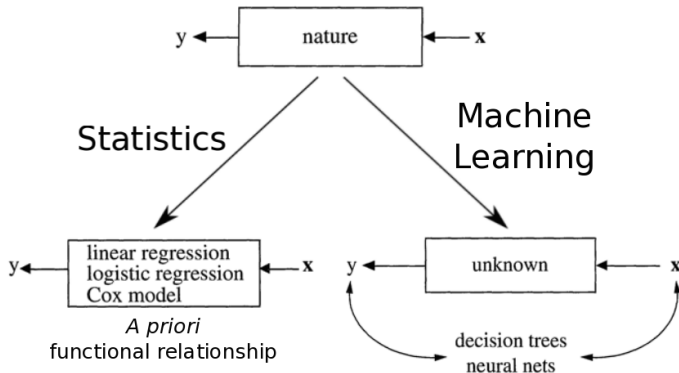 y nature x
Statistics
Machine
Learning
y linear regression x
logistic regression
Cox model
A priori
functional relationship
y unknown x
decision trees
neural nets